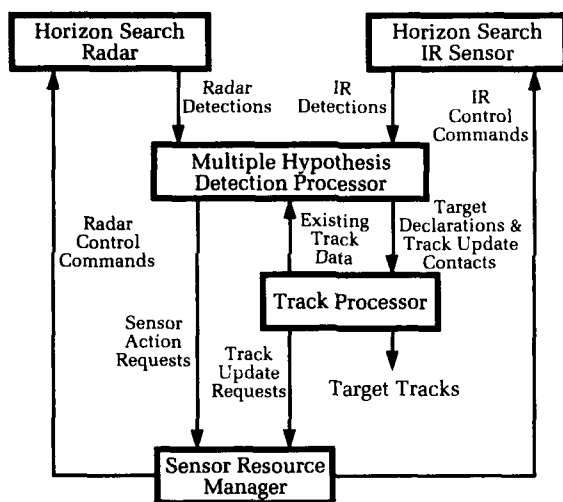 Horizon Search
Radar
Horizon Search
IR Sensor
Radar
Detections
IR
Detections
IR
Control
Commands
Multiple Hypothesis
Detection Processor
Radar
Control
Commands
Existing
Track
Data
Target
Declarations &
Track Update
Contacts
Track Processor
Sensor
Action
Requests
Track
Update
Requests
Target Tracks
Sensor Resource
Manager